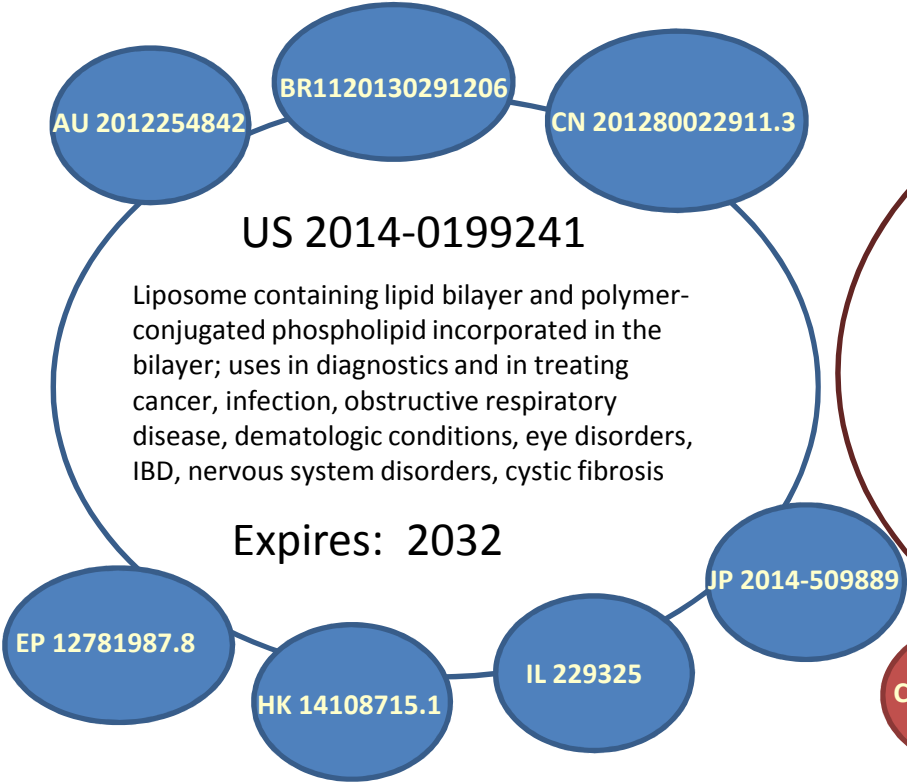 AU 2012254842
BR1120130291206
CN 201280022911.3
US 2014-0199241
Liposome containing lipid bilayer and polymer-
conjugated phospholipid incorporated in the
bilayer; uses in diagnostics and in treating
cancer, infection, obstructive respiratory
disease, dematologic conditions, eye disorders,
IBD, nervous system disorders, cystic fibrosis
Expires: 2032
JP 2014-509889
EP 12781987.8
IL 229325
HK 14108715.1